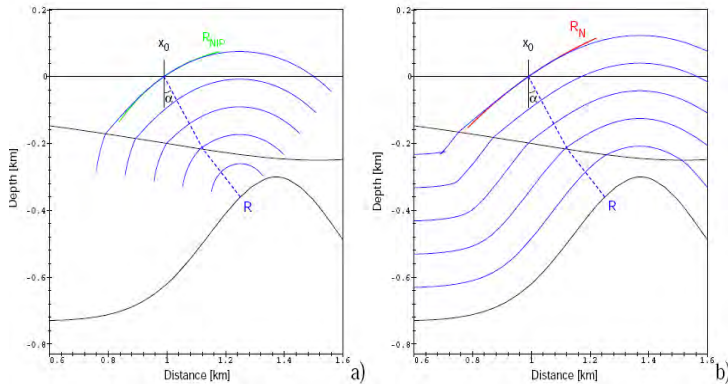 0.2
0
-0.2
-0.4
-0.6
-0.8
Depth [km]
0.6
0.8
1
1.2
1.4
1.6
Distance [km]
x0
RNIP
α
R
a)
0.2
0
-0.2
-0.4
-0.6
-0.8
Depth [km]
0.6
0.8
1
1.2
1.4
1.6
Distance [km]
x0
RN
α
R
b)